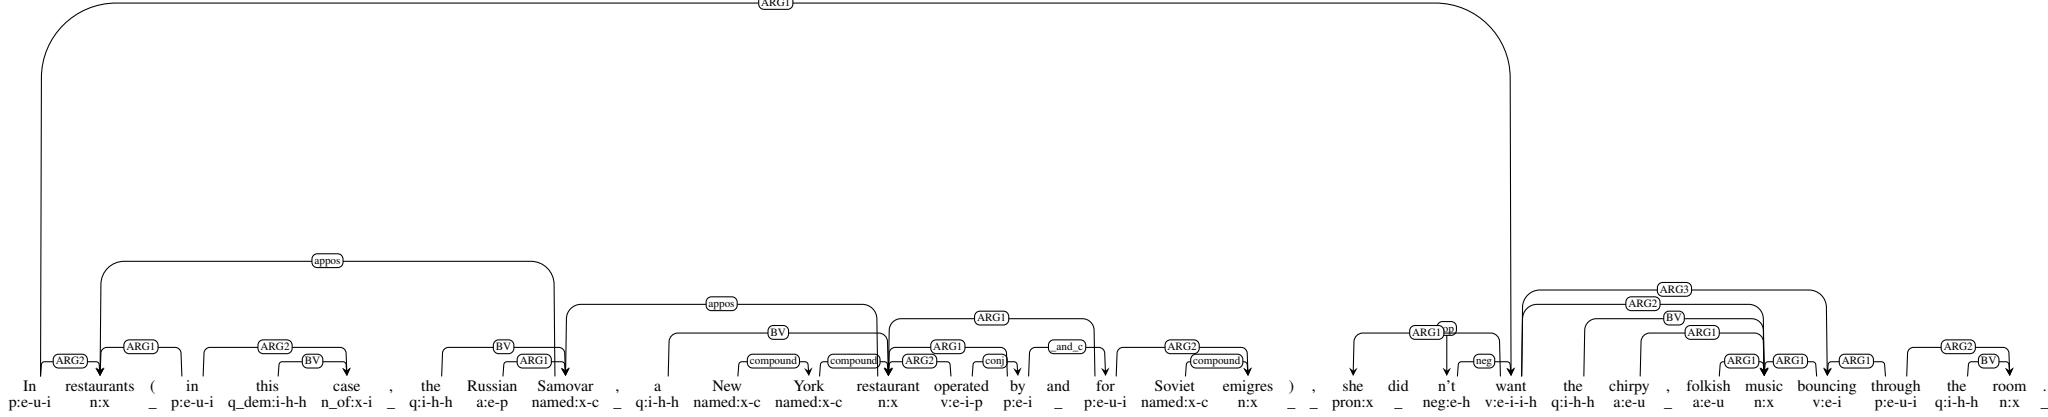 ARG1
appos
appos ARG3
ARG2
ARG1 BV
BV ARG1 ARG1
ARG1 ARG2 BV ARG1 _and_c ARG2 ARG2
ARG2 BV ARG1 compound compound ARG2 conj compound neg ARG1 ARG1 ARG1 BV
In restaurants ( in this case , the Russian Samovar , a New York restaurant operated by and for Soviet emigres ) , she did n't want the chirpy , folkish music bouncing through the room .
p:e-u-i n:x _ p:e-u-i q_dem:i-h-h n_of:x-i _ q:i-h-h a:e-p named:x-c _ q:i-h-h named:x-c named:x-c n:x v:e-i-p p:e-i _ p:e-u-i named:x-c n:x _ _ pron:x _ neg:e-h v:e-i-i-h q:i-h-h a:e-u _ a:e-u n:x v:e-i p:e-u-i q:i-h-h n:x _